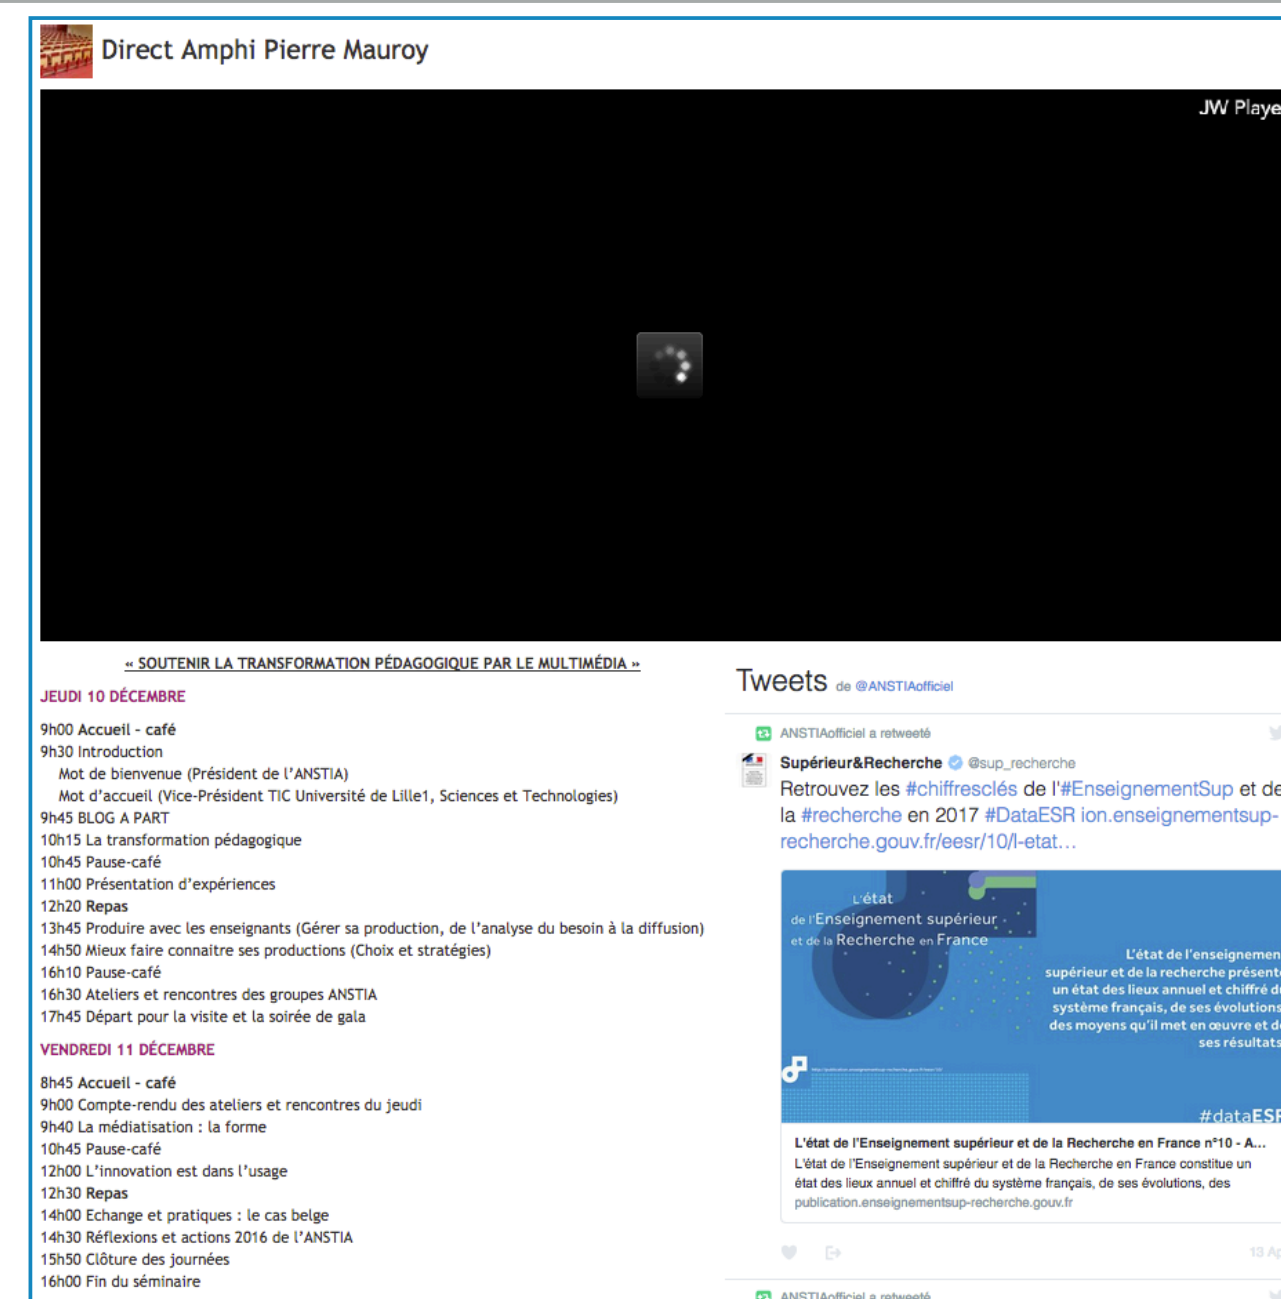 Direct Amphi Pierre Mauroy
JW Playe
« SOUTENIR LA TRANSFORMATION PÉDAGOGIQUE PAR LE MULTIMÉDIA »
JEUDI 10 DÉCEMBRE
9h00 Accueil - café
9h30 Introduction
Mot de bienvenue (Président de l'ANSTIA)
Mot d'accueil (Vice-Président TIC Université de Lille1, Sciences et Technologies)
9h45 BLOG A PART
10h15 La transformation pédagogique
10h45 Pause-café
11h00 Présentation d'expériences
12h20 Repas
13h45 Produire avec les enseignants (Gérer sa production, de l'analyse du besoin à la diffusion)
14h50 Mieux faire connaitre ses productions (Choix et stratégies)
16h10 Pause-café
16h30 Ateliers et rencontres des groupes ANSTIA
17h45 Départ pour la visite et la soirée de gala
VENDREDI 11 DÉCEMBRE
8h45 Accueil - café
9h00 Compte-rendu des ateliers et rencontres du jeudi
9h40 La médiatisation : la forme
10h45 Pause-café
12h00 L'innovation est dans l'usage
12h30 Repas
14h00 Echange et pratiques : le cas belge
14h30 Réflexions et actions 2016 de l'ANSTIA
15h50 Clôture des journées
16h00 Fin du séminaire
Tweets de @ANSTIAofficiel
ANSTIAofficiel a retweeté
Supérieur&Recherche @sup_recherche
Retrouvez les #chiffresclés de l'#EnseignementSup et de
la #recherche en 2017 #DataESR ion.enseignementsup-
recherche.gouv.fr/eesr/10/l-etat…
L'état
de l'Enseignement supérieur
et de la Recherche en France
L'état de l'enseignemen
supérieur et de la recherche présente
un état des lieux annuel et chiffré du
système français, de ses évolutions
des moyens qu'il met en œuvre et de
ses résultats
#dataESR
L'état de l'Enseignement supérieur et de la Recherche en France n°10 - A...
L'état de l'Enseignement supérieur et de la Recherche en France constitue un
état des lieux annuel et chiffré du système français, de ses évolutions, des
publication.enseignementsup-recherche.gouv.fr
13 Ap
ANSTIAofficiel a retweeté